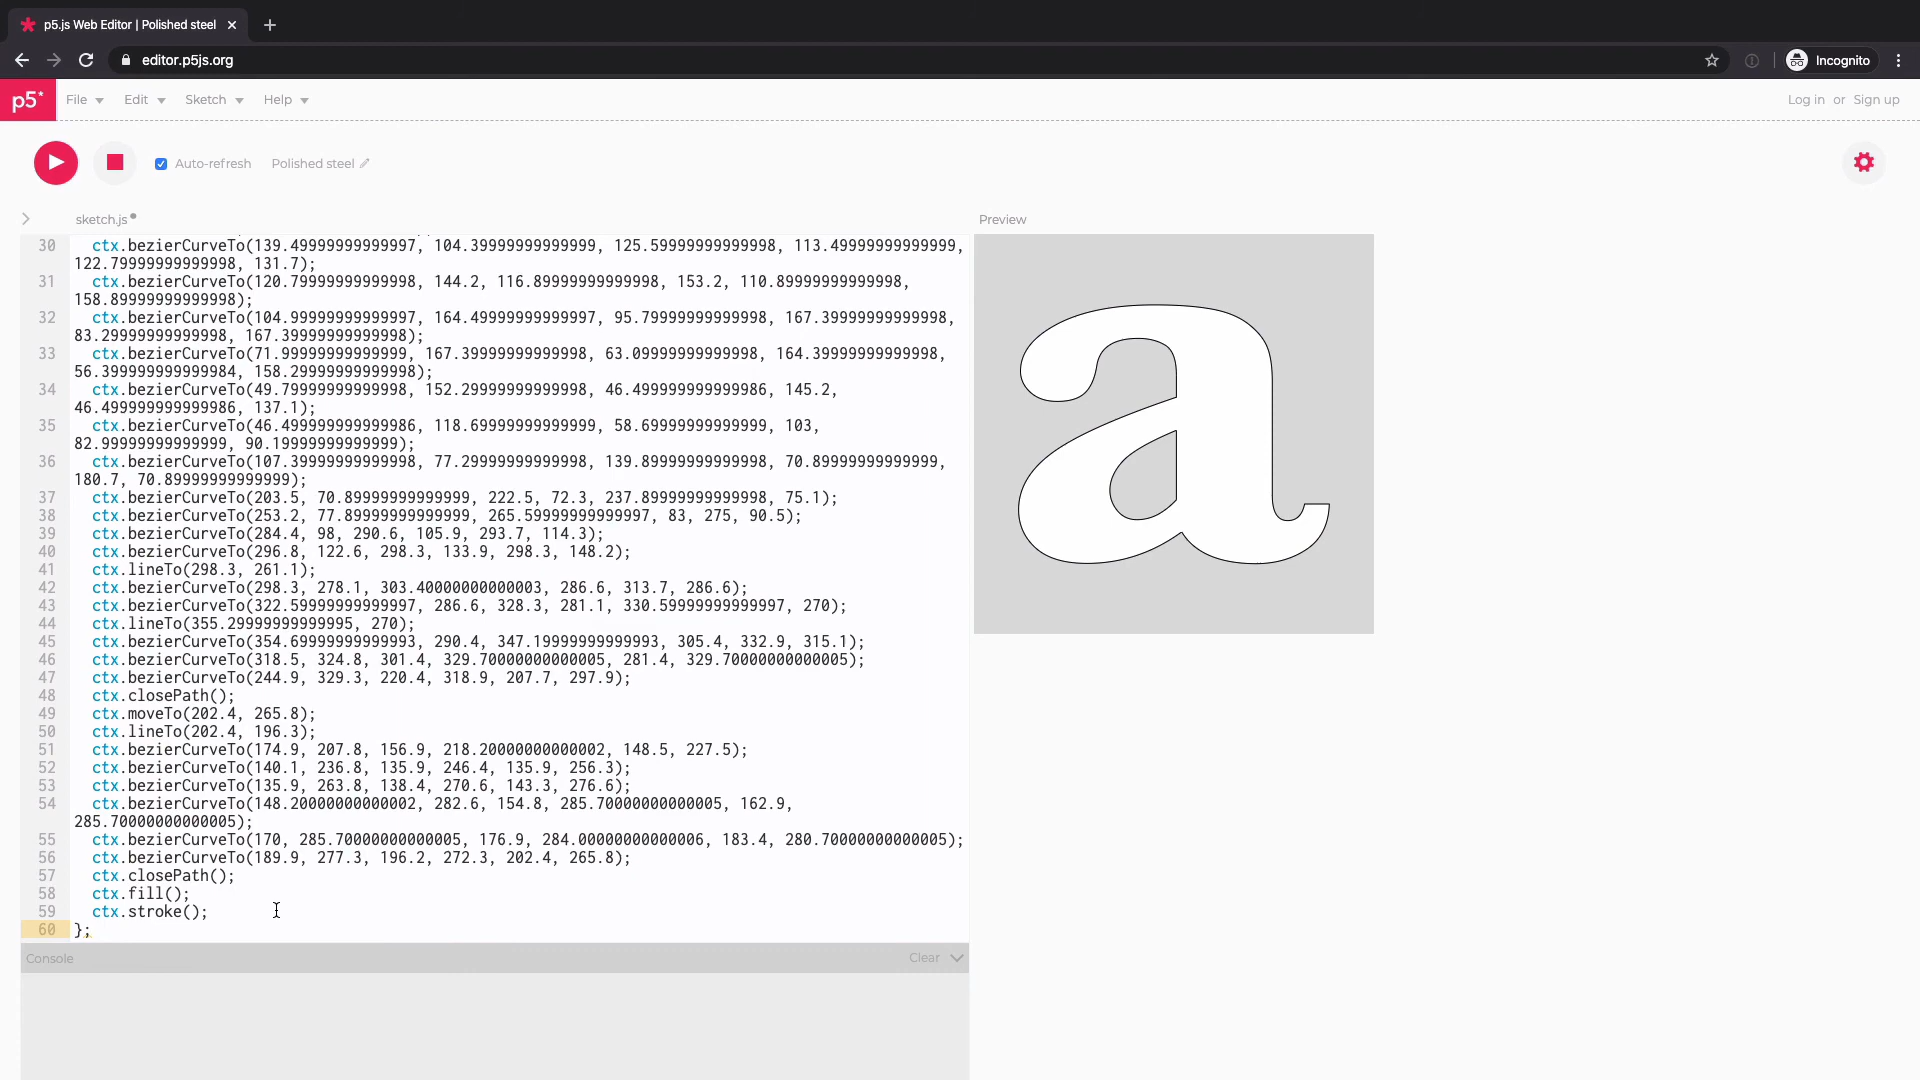 p5.js Web Editor | Polished steel
editor.p5js.org
Incognito
p5*
File
Edit
Sketch
Help
Log in or Sign up
Auto-refresh
Polished steel
sketch.js
Preview
30 ctx.bezierCurveTo(139.49999999999997, 104.39999999999999, 125.59999999999998, 113.49999999999999,
122.79999999999998, 131.7);
31 ctx.bezierCurveTo(120.79999999999998, 144.2, 116.89999999999998, 153.2, 110.89999999999998,
158.89999999999998);
32 ctx.bezierCurveTo(104.99999999999997, 164.49999999999997, 95.79999999999998, 167.39999999999998,
83.29999999999998, 167.39999999999998);
33 ctx.bezierCurveTo(71.99999999999999, 167.39999999999998, 63.09999999999998, 164.39999999999998,
56.399999999999984, 158.29999999999998);
34 ctx.bezierCurveTo(49.79999999999998, 152.29999999999998, 46.499999999999986, 145.2,
46.499999999999986, 137.1);
35 ctx.bezierCurveTo(46.499999999999986, 118.69999999999999, 58.69999999999999, 103,
82.99999999999999, 90.19999999999999);
36 ctx.bezierCurveTo(107.39999999999998, 77.29999999999998, 139.89999999999998, 70.89999999999999,
180.7, 70.89999999999999);
37 ctx.bezierCurveTo(203.5, 70.89999999999999, 222.5, 72.3, 237.89999999999998, 75.1);
38 ctx.bezierCurveTo(253.2, 77.89999999999999, 265.59999999999997, 83, 275, 90.5);
39 ctx.bezierCurveTo(284.4, 98, 290.6, 105.9, 293.7, 114.3);
40 ctx.bezierCurveTo(296.8, 122.6, 298.3, 133.9, 298.3, 148.2);
41 ctx.lineTo(298.3, 261.1);
42 ctx.bezierCurveTo(298.3, 278.1, 303.40000000000003, 286.6, 313.7, 286.6);
43 ctx.bezierCurveTo(322.59999999999997, 286.6, 328.3, 281.1, 330.59999999999997, 270);
44 ctx.lineTo(355.29999999999995, 270);
45 ctx.bezierCurveTo(354.69999999999993, 290.4, 347.19999999999993, 305.4, 332.9, 315.1);
46 ctx.bezierCurveTo(318.5, 324.8, 301.4, 329.70000000000005, 281.4, 329.70000000000005);
47 ctx.bezierCurveTo(244.9, 329.3, 220.4, 318.9, 207.7, 297.9);
48 ctx.closePath();
49 ctx.moveTo(202.4, 265.8);
50 ctx.lineTo(202.4, 196.3);
51 ctx.bezierCurveTo(174.9, 207.8, 156.9, 218.20000000000002, 148.5, 227.5);
52 ctx.bezierCurveTo(140.1, 236.8, 135.9, 246.4, 135.9, 256.3);
53 ctx.bezierCurveTo(135.9, 263.8, 138.4, 270.6, 143.3, 276.6);
54 ctx.bezierCurveTo(148.20000000000002, 282.6, 154.8, 285.70000000000005, 162.9,
285.70000000000005);
55 ctx.bezierCurveTo(170, 285.70000000000005, 176.9, 284.00000000000006, 183.4, 280.70000000000005);
56 ctx.bezierCurveTo(189.9, 277.3, 196.2, 272.3, 202.4, 265.8);
57 ctx.closePath();
58 ctx.fill();
59 ctx.stroke();
60 };
a
Console
Clear